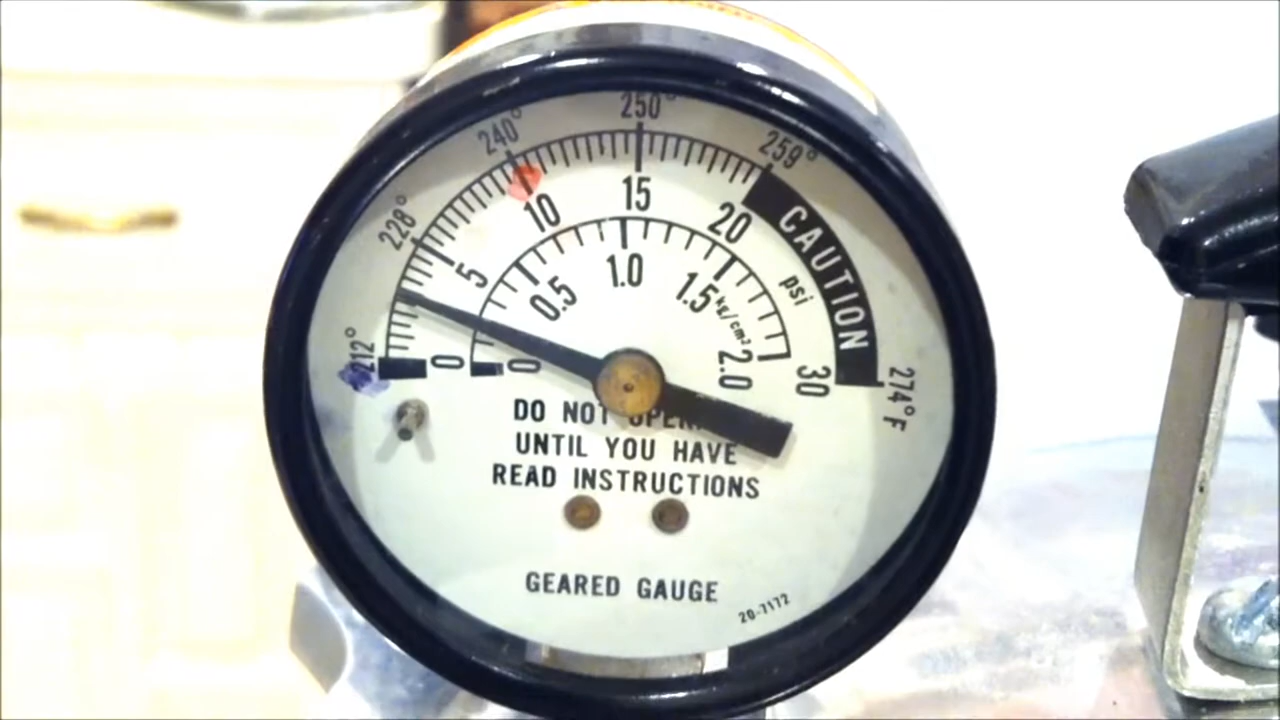 212°
228°
240°
250°
259°
274°F
0
5
10
15
20
30
psi
CAUTION
0
0.5
1.0
1.5
2.0
kg/cm²
DO NOT
UNTIL YOU HAVE
READ INSTRUCTIONS
GEARED GAUGE
20-7172